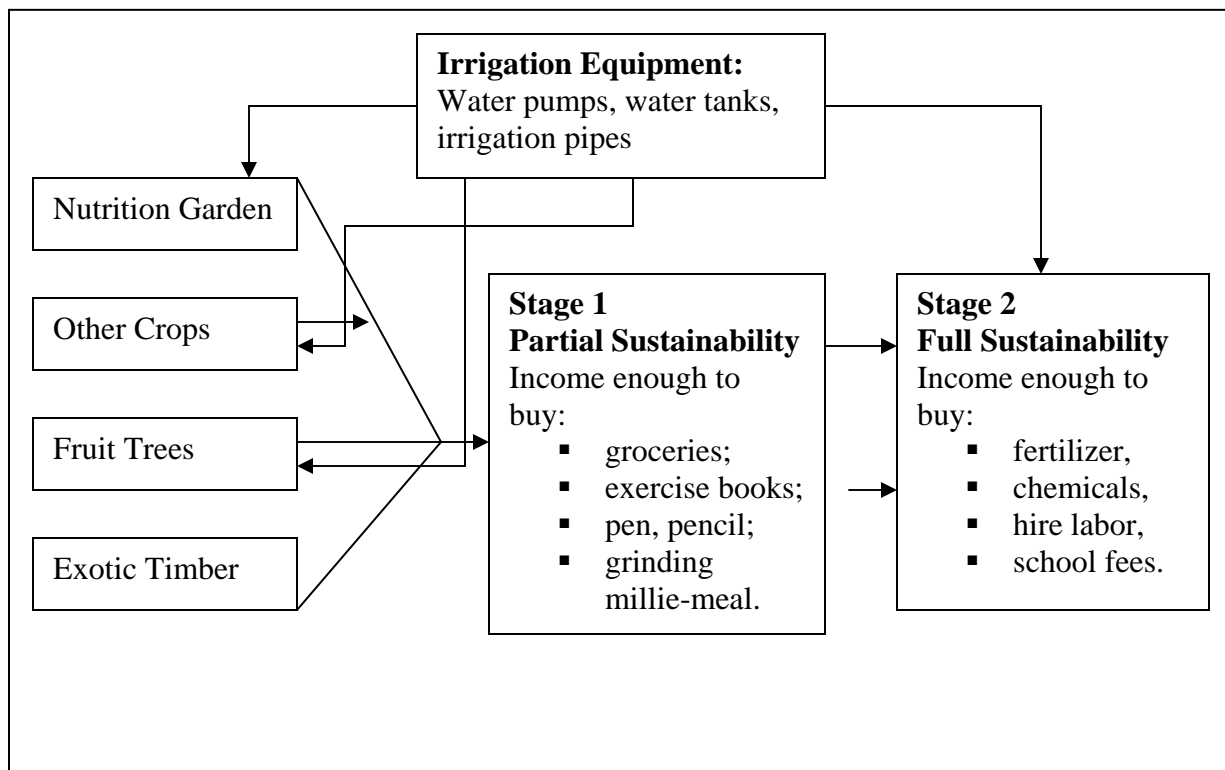 Irrigation Equipment:
Water pumps, water tanks,
irrigation pipes
Nutrition Garden
Other Crops
Fruit Trees
Exotic Timber
Stage 1
Partial Sustainability
Income enough to
buy:
▪ groceries;
▪ exercise books;
▪ pen, pencil;
▪ grinding
millie-meal.
Stage 2
Full Sustainability
Income enough to
buy:
▪ fertilizer,
▪ chemicals,
▪ hire labor,
▪ school fees.